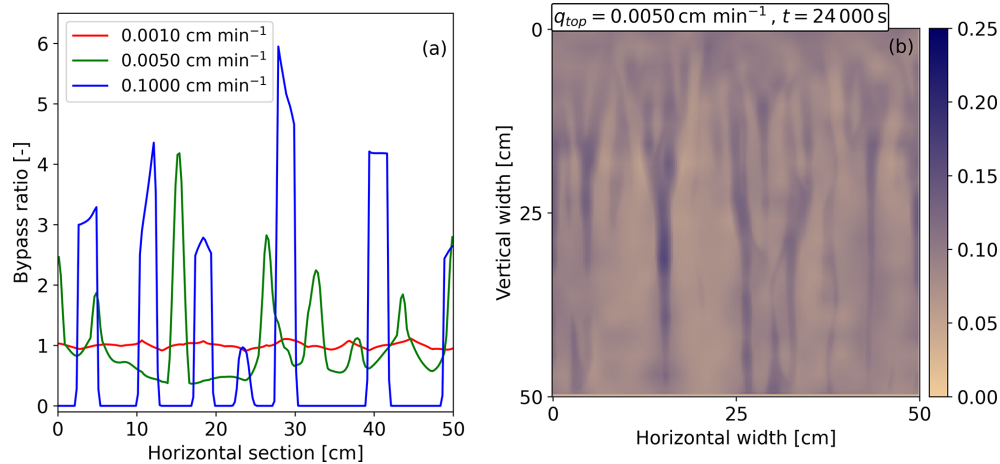 6
5
4
3
2
1
0
Bypass ratio [-]
0.0010 cm min⁻¹
0.0050 cm min⁻¹
0.1000 cm min⁻¹
(a)
0 10 20 30 40 50
Horizontal section [cm]
q_top = 0.0050 cm min⁻¹, t = 24 000 s
(b)
0
25
50
Vertical width [cm]
0 25 50
Horizontal width [cm]
0.25
0.20
0.15
0.10
0.05
0.00